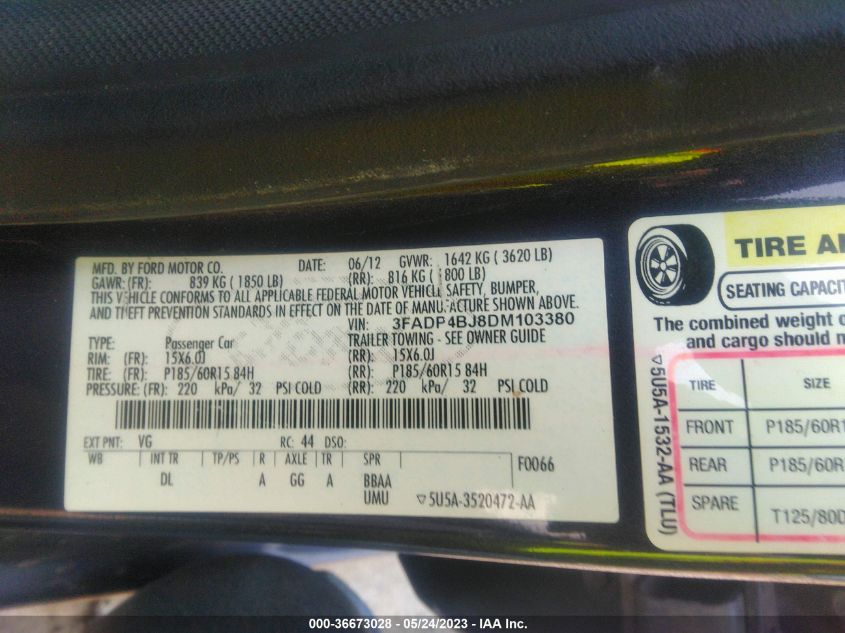 MFD. BY FORD MOTOR CO. DATE: 06/12 GVWR: 1642 KG ( 3620 LB)
GAWR: (FR): 839 KG ( 1850 LB) (RR): 816 KG ( 1800 LB)
THIS VEHICLE CONFORMS TO ALL APPLICABLE FEDERAL MOTOR VEHICLE SAFETY, BUMPER,
AND THEFT PREVENTION STANDARDS IN EFFECT ON THE DATE OF MANUFACTURE SHOWN ABOVE.
VIN: 3FADP4BJ8DM103380
TYPE: Passenger Car TRAILER TOWING - SEE OWNER GUIDE
RIM: (FR): 15X6.0J (RR): 15X6.0J
TIRE: (FR): P185/60R15 84H (RR): P185/60R15 84H
PRESSURE: (FR): 220 kPa/ 32 PSI COLD (RR): 220 kPa/ 32 PSI COLD
EXT PNT: VG RC: 44 DSO:
WB INT TR TP/PS R AXLE TR SPR F0066
DL A GG A BBAA
UMU ▽5U5A-3520472-AA
TIRE AN
SEATING CAPACIT
The combined weight o
and cargo should n
▽5U5A-1532-AA (TLU)
TIRE SIZE
FRONT P185/60R1
REAR P185/60R
SPARE T125/80D
000-36673028 - 05/24/2023 - IAA Inc.